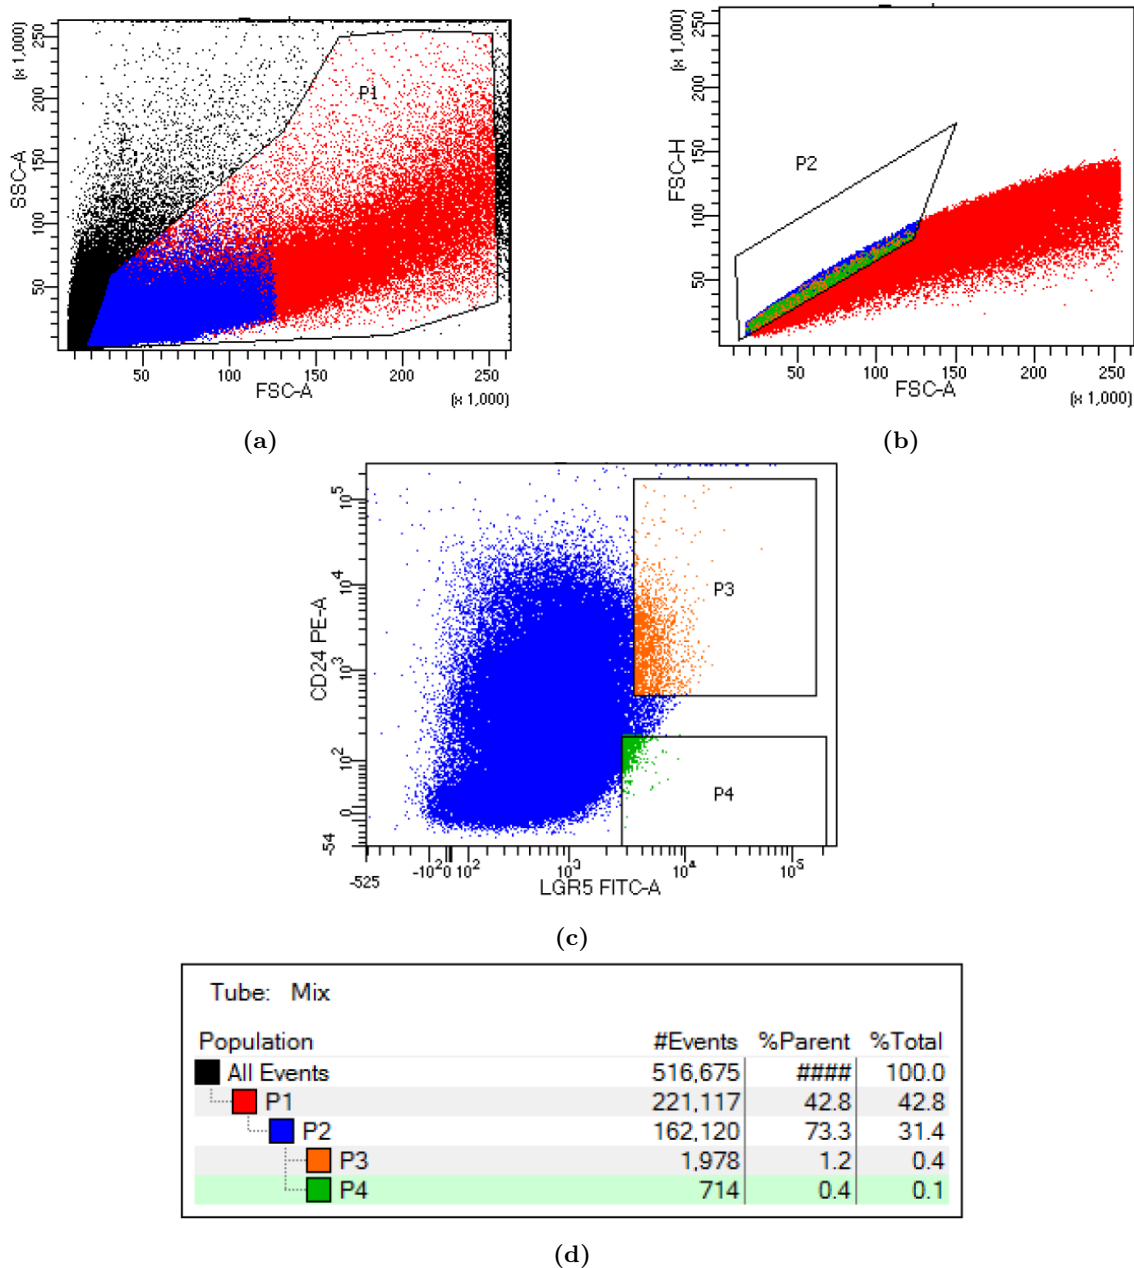 (x 1,000)
250
200
150
100
50
SSC-A
P1
50 100 150 200 250
FSC-A
(x 1,000)
(a)
(x 1,000)
250
200
150
100
50
FSC-H
P2
50 100 150 200 250
FSC-A
(x 1,000)
(b)
10^5
10^4
10^3
10^2
0
-54
CD24 PE-A
P3
P4
-525 -10^2 0 10^2 10^3 10^4 10^5
LGR5 FITC-A
(c)
Tube: Mix
Population #Events %Parent %Total
All Events 516,675 #### 100.0
P1 221,117 42.8 42.8
P2 162,120 73.3 31.4
P3 1,978 1.2 0.4
P4 714 0.4 0.1
(d)